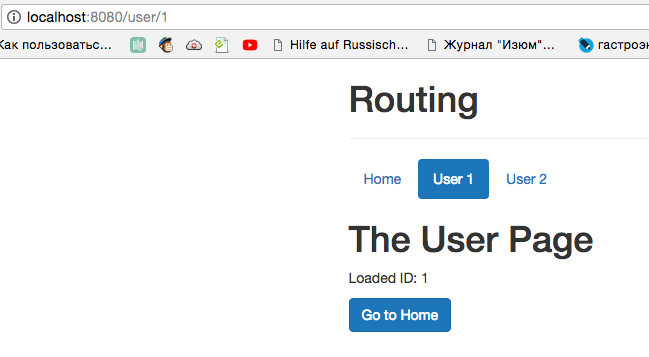 localhost:8080/user/1
Как пользоватьс... Hilfe auf Russisch... Журнал "Изюм"... гастроэн
Routing
Home User 1 User 2
The User Page
Loaded ID: 1
Go to Home